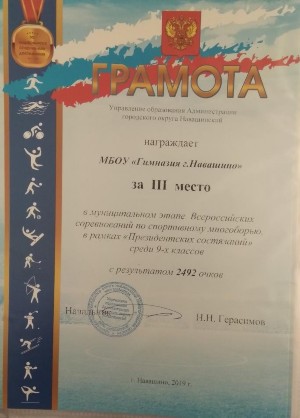 ГРАМОТА
Управление образования Администрации
городского округа Навашинский
награждает
МБОУ «Гимназия г.Навашино»
за III место
в муниципальном этапе Всероссийских
соревнований по спортивному многоборью
в рамках «Президентских состязаний»
среди 9-х классов
с результатом 2492 очков
Начальник
Н.Н. Герасимов
г. Навашино, 2019 г.